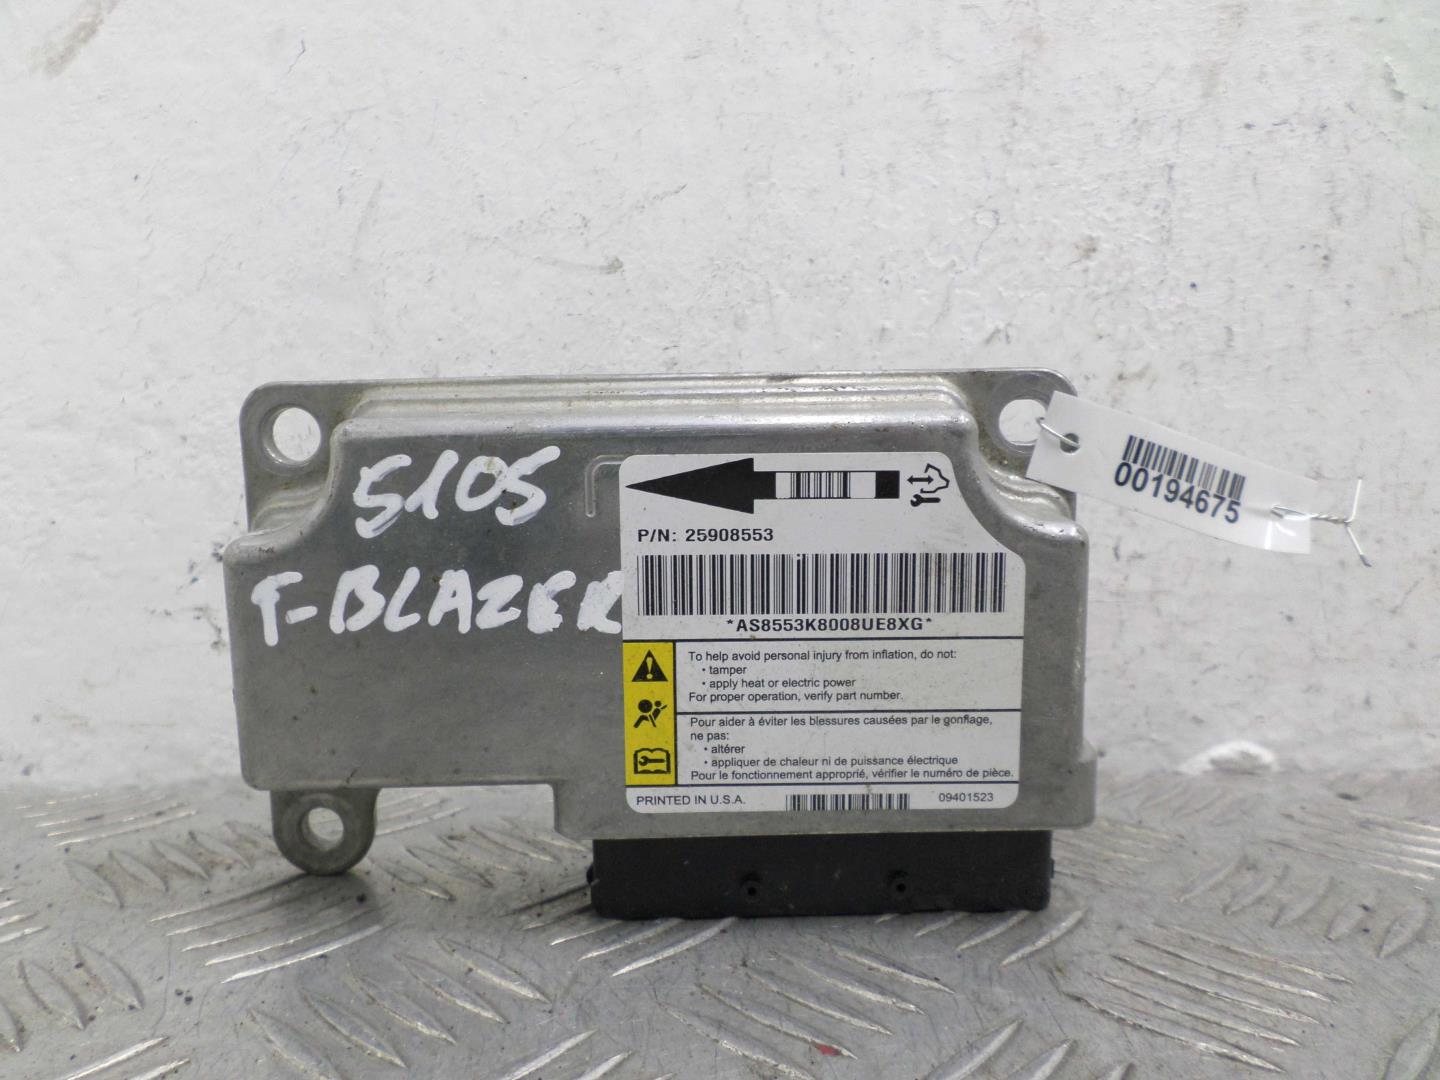 5105
T-BLAZER
P/N: 25908553
*AS8553K8008UE8XG*
To help avoid personal injury from inflation, do not:
• tamper
• apply heat or electric power
For proper operation, verify part number.
Pour aider à éviter les blessures causées par le gonflage,
ne pas:
• altérer
• appliquer de chaleur ni de puissance électrique
Pour le fonctionnement approprié, vérifier le numéro de pièce.
PRINTED IN U.S.A. 09401523
00194675